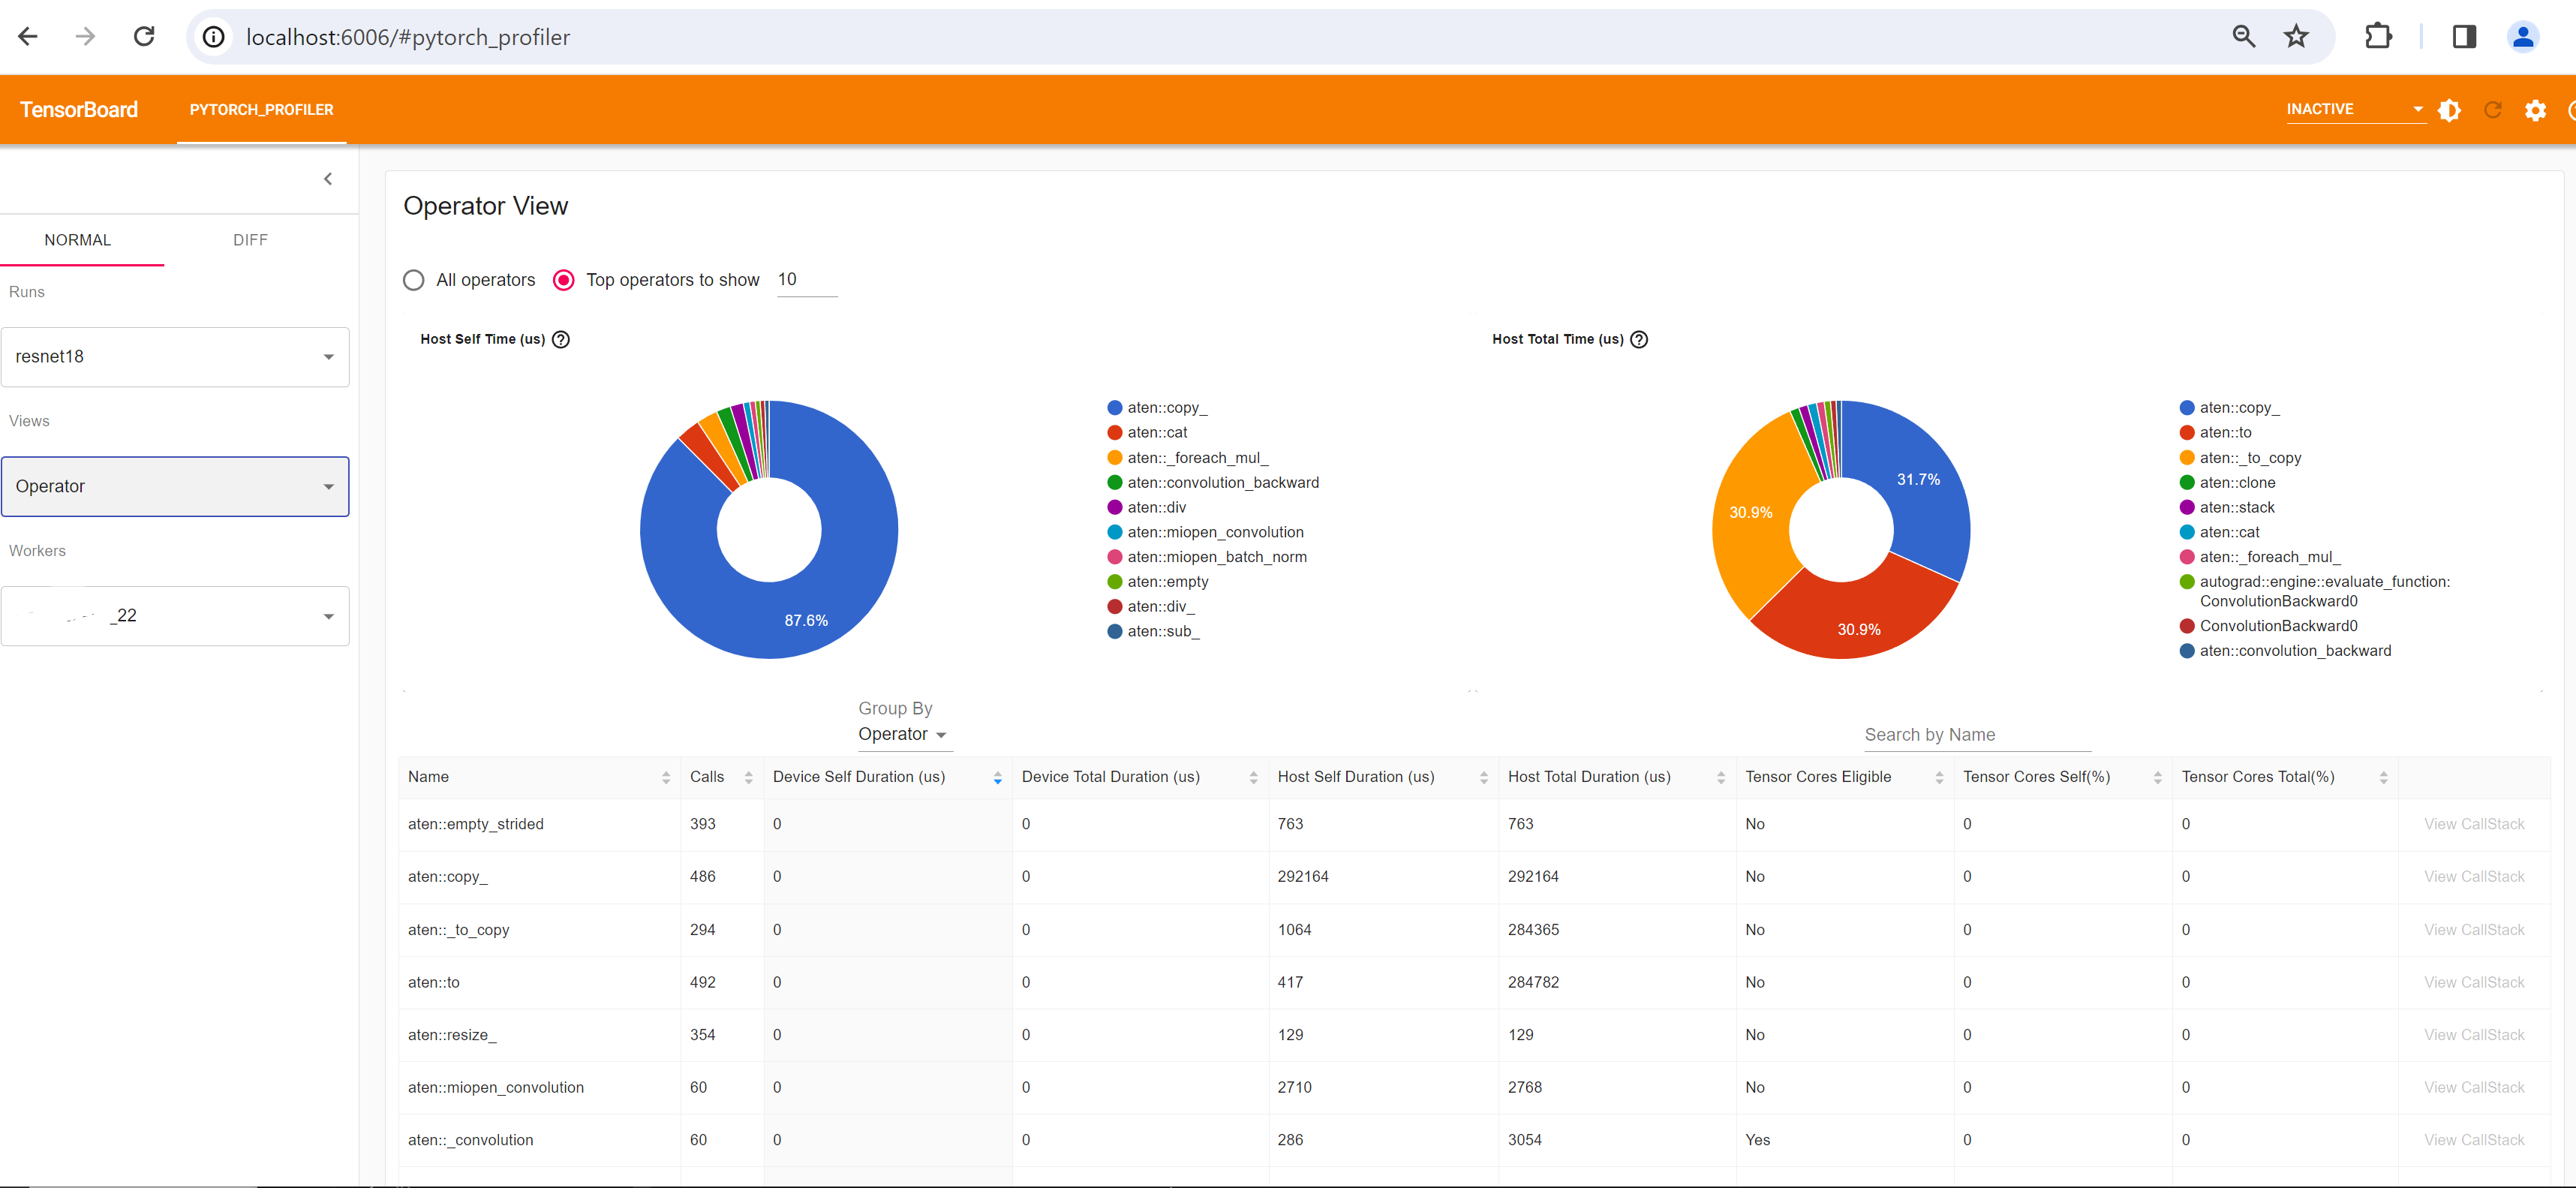 localhost:6006/#pytorch_profiler
TensorBoard PYTORCH_PROFILER INACTIVE
NORMAL DIFF
Runs
resnet18
Views
Operator
Workers
_22
Operator View
All operators Top operators to show 10
Host Self Time (us) ?
87.6%
aten::copy_
aten::cat
aten::_foreach_mul_
aten::convolution_backward
aten::div
aten::miopen_convolution
aten::miopen_batch_norm
aten::empty
aten::div_
aten::sub_
Host Total Time (us) ?
31.7%
30.9%
30.9%
aten::copy_
aten::to
aten::_to_copy
aten::clone
aten::stack
aten::cat
aten::_foreach_mul_
autograd::engine::evaluate_function:
ConvolutionBackward0
ConvolutionBackward0
aten::convolution_backward
Group By
Operator
Search by Name
Name Calls Device Self Duration (us) Device Total Duration (us) Host Self Duration (us) Host Total Duration (us) Tensor Cores Eligible Tensor Cores Self(%) Tensor Cores Total(%)
aten::empty_strided 393 0 0 763 763 No 0 0 View CallStack
aten::copy_ 486 0 0 292164 292164 No 0 0 View CallStack
aten::_to_copy 294 0 0 1064 284365 No 0 0 View CallStack
aten::to 492 0 0 417 284782 No 0 0 View CallStack
aten::resize_ 354 0 0 129 129 No 0 0 View CallStack
aten::miopen_convolution 60 0 0 2710 2768 No 0 0 View CallStack
aten::_convolution 60 0 0 286 3054 Yes 0 0 View CallStack